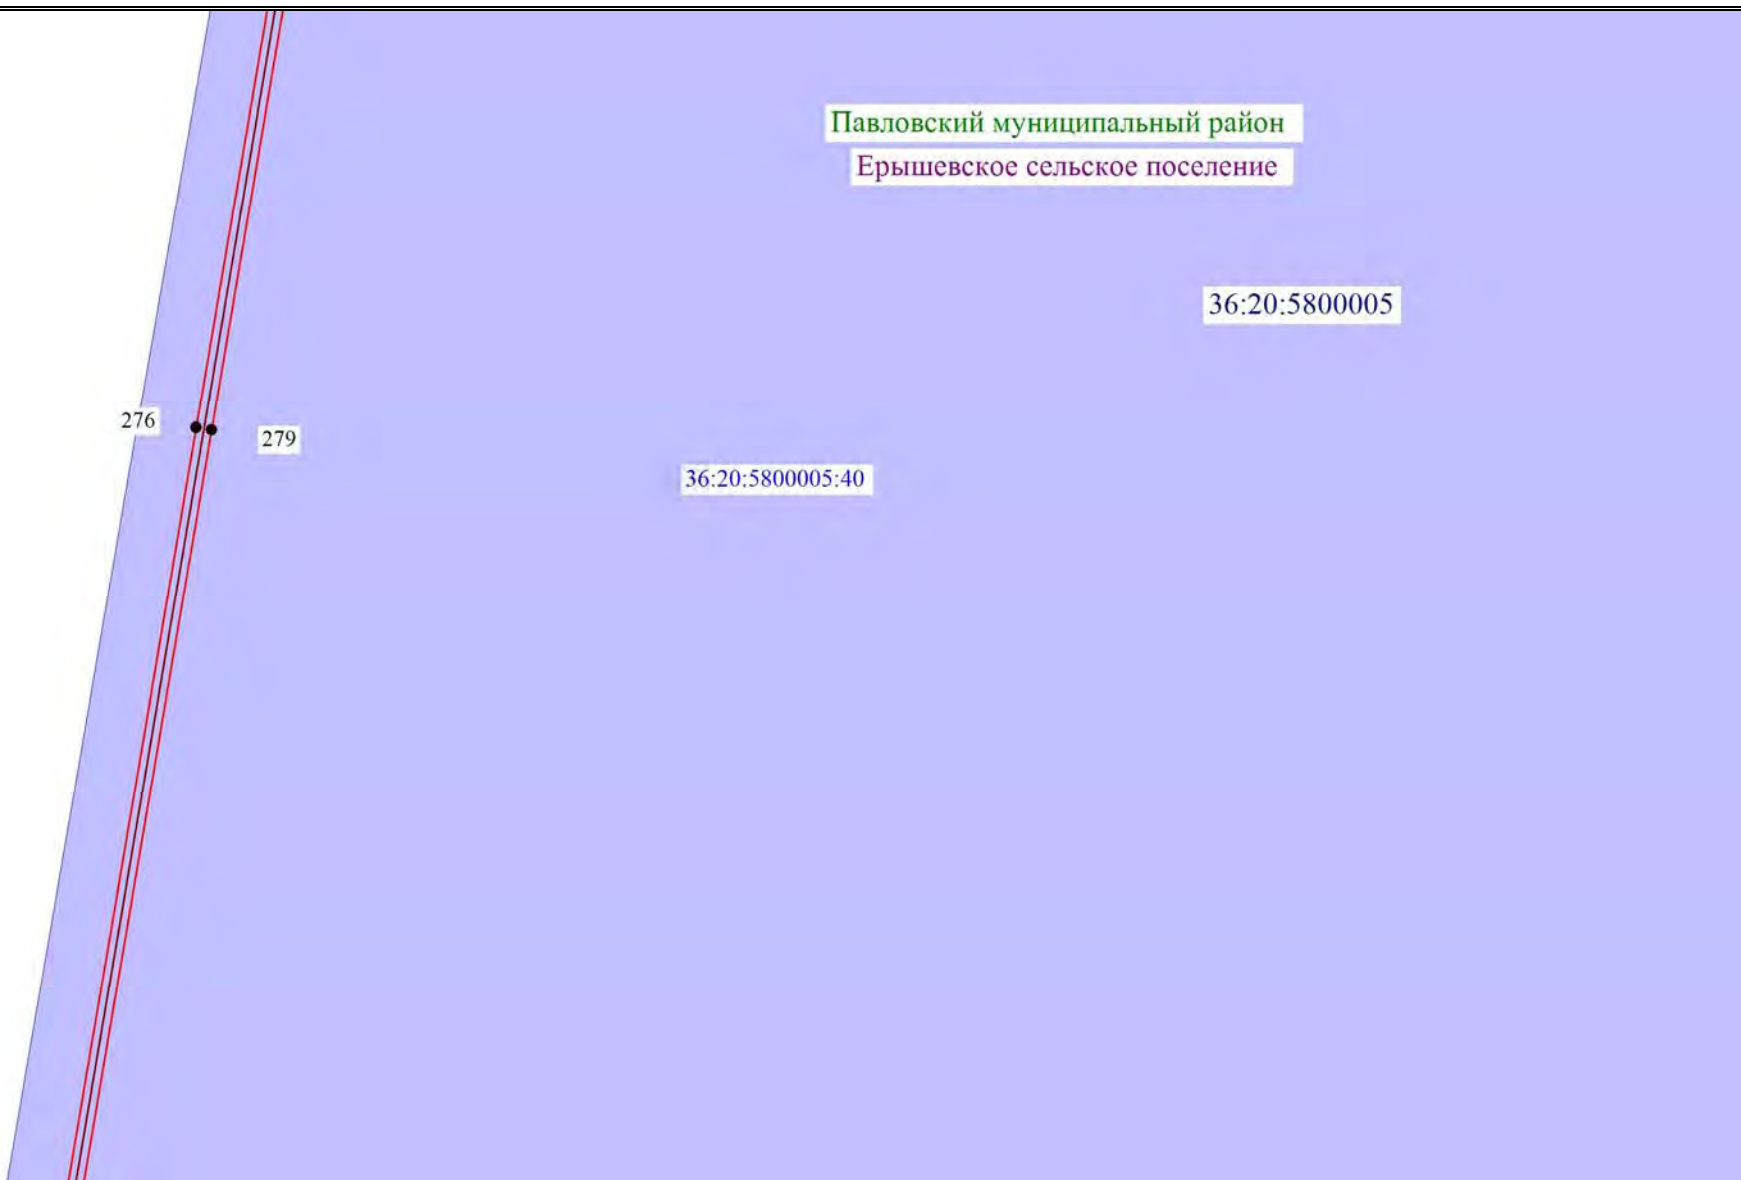 Павловский муниципальный район
Ерышевское сельское поселение
36:20:5800005
276
279
36:20:5800005:40